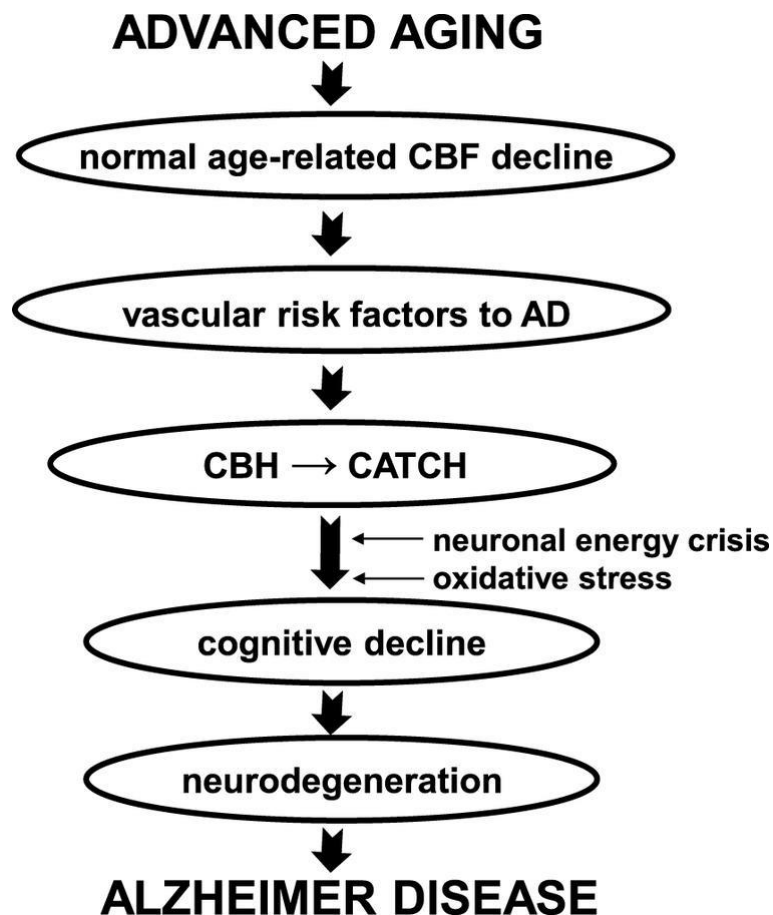 ADVANCED AGING
normal age-related CBF decline
vascular risk factors to AD
CBH → CATCH
neuronal energy crisis
oxidative stress
cognitive decline
neurodegeneration
ALZHEIMER DISEASE